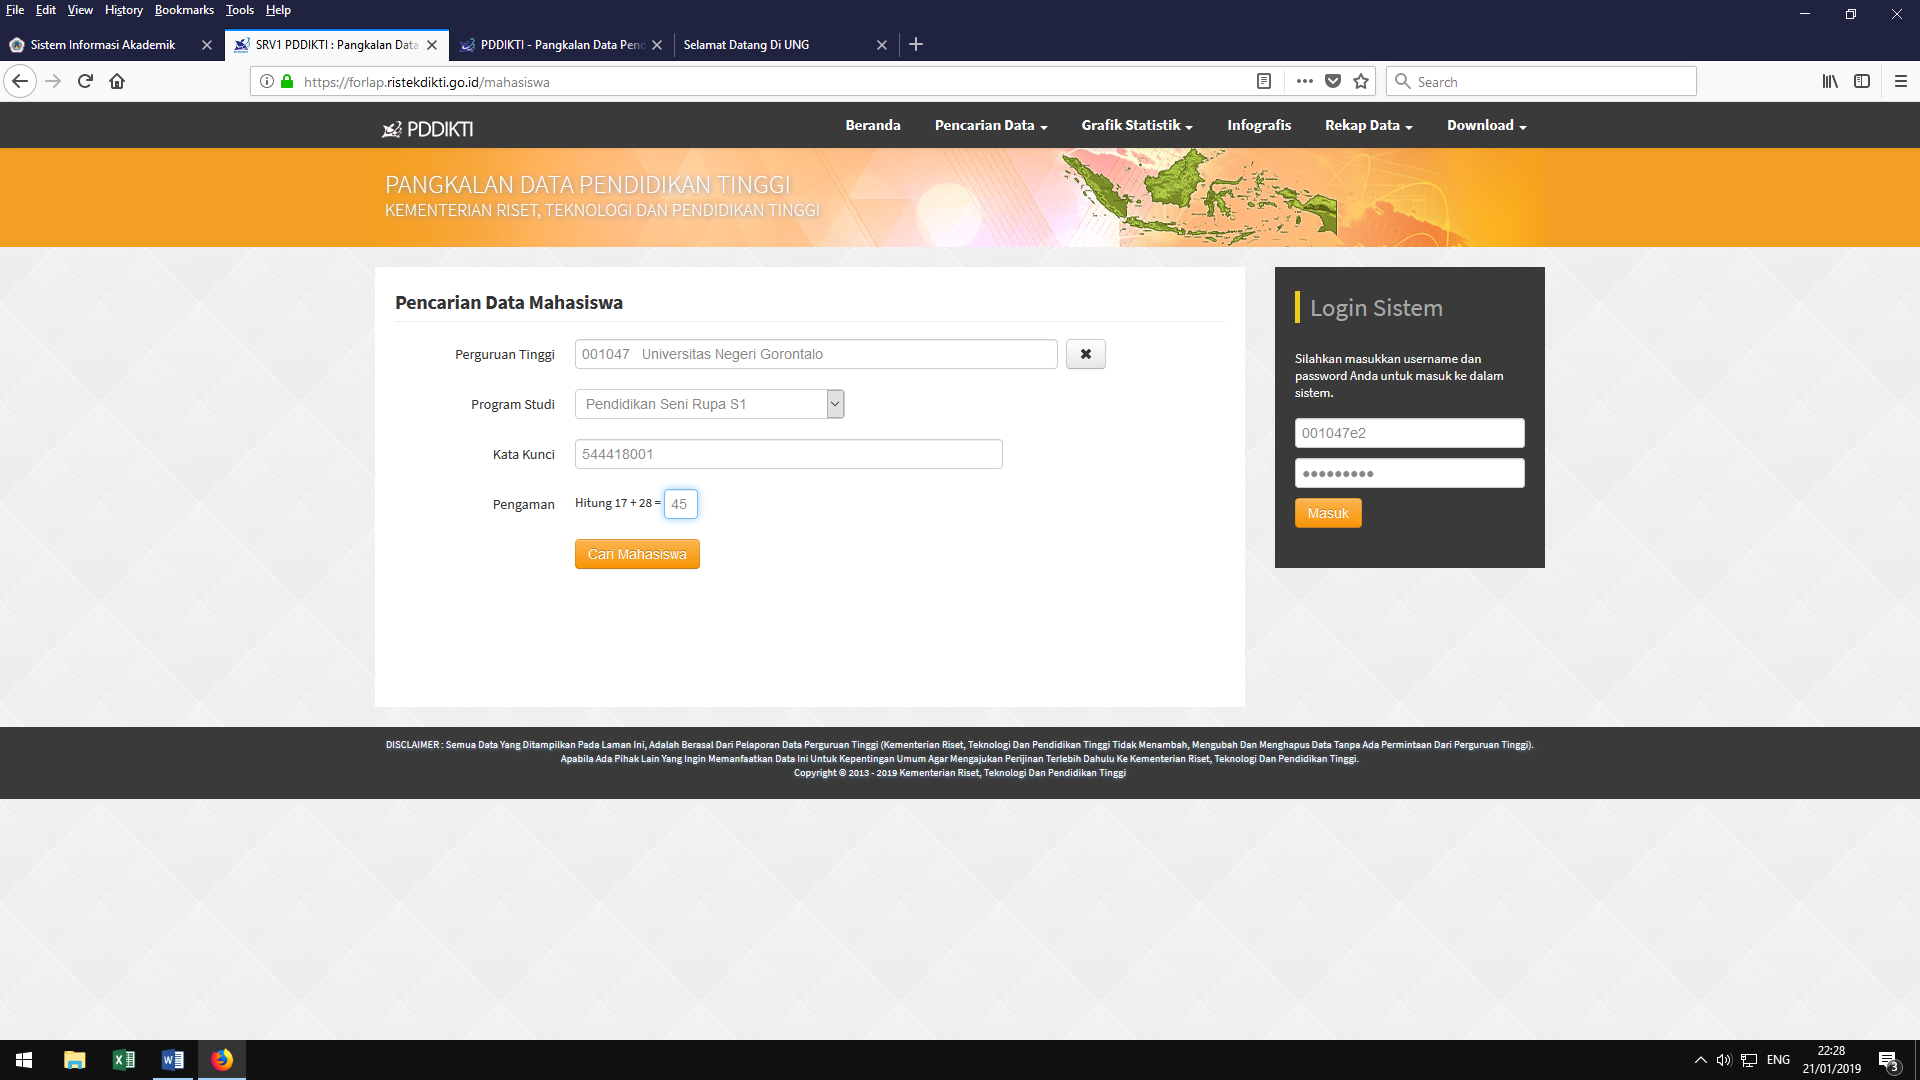 File Edit View History Bookmarks Tools Help
Sistem Informasi Akademik
SRV1 PDDIKTI : Pangkalan Data
PDDIKTI - Pangkalan Data Pend
Selamat Datang Di UNG
https://forlap.ristekdikti.go.id/mahasiswa
Search
PDDIKTI
Beranda Pencarian Data Grafik Statistik Infografis Rekap Data Download
PANGKALAN DATA PENDIDIKAN TINGGI
KEMENTERIAN RISET, TEKNOLOGI DAN PENDIDIKAN TINGGI
Pencarian Data Mahasiswa
Perguruan Tinggi 001047 Universitas Negeri Gorontalo
Program Studi Pendidikan Seni Rupa S1
Kata Kunci 544418001
Pengaman Hitung 17 + 28 = 45
Cari Mahasiswa
Login Sistem
Silahkan masukkan username dan
password Anda untuk masuk ke dalam
sistem.
001047e2
●●●●●●●●●
Masuk
DISCLAIMER : Semua Data Yang Ditampilkan Pada Laman Ini, Adalah Berasal Dari Pelaporan Data Perguruan Tinggi (Kementerian Riset, Teknologi Dan Pendidikan Tinggi Tidak Menambah, Mengubah Dan Menghapus Data Tanpa Ada Permintaan Dari Perguruan Tinggi).
Apabila Ada Pihak Lain Yang Ingin Memanfaatkan Data Ini Untuk Kepentingan Umum Agar Mengajukan Perijinan Terlebih Dahulu Ke Kementerian Riset, Teknologi Dan Pendidikan Tinggi.
Copyright © 2013 - 2019 Kementerian Riset, Teknologi Dan Pendidikan Tinggi
ENG
22:28
21/01/2019
3